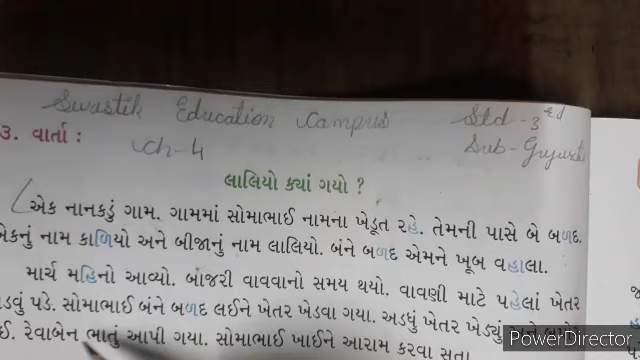 Swastik Education Campus Std - 3rd
૩. વાર્તા : Ch-4 Sub-Gujrati
લાલિયો ક્યાં ગયો ?
એક નાનકડું ગામ. ગામમાં સોમાભાઈ નામના ખેડૂત રહે. તેમની પાસે બે બળદ.
એકનું નામ કાળિયો અને બીજાનું નામ લાલિયો. બંને બળદ એમને ખૂબ વહાલા.
માર્ચ મહિનો આવ્યો. બાજરી વાવવાનો સમય થયો. વાવણી માટે પહેલાં ખેતર
પડે. સોમાભાઈ બંને બળદ લઈને ખેતર ખેડવા ગયા. અડધું ખેતર ખેડ્યું
રેવાબેન ભાતું આપી ગયા. સોમાભાઈ ખાઈને આરામ કરવા
PowerDirector